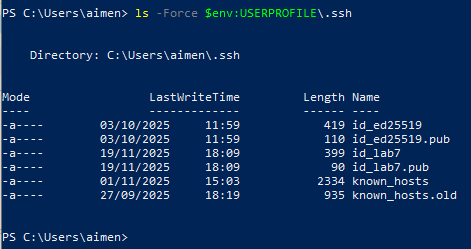 PS C:\Users\aimen> ls -Force $env:USERPROFILE\.ssh
Directory: C:\Users\aimen\.ssh
Mode LastWriteTime Length Name
---- ------------- ------ ----
-a---- 03/10/2025 11:59 419 id_ed25519
-a---- 03/10/2025 11:59 110 id_ed25519.pub
-a---- 19/11/2025 18:09 399 id_lab7
-a---- 19/11/2025 18:09 90 id_lab7.pub
-a---- 01/11/2025 15:03 2334 known_hosts
-a---- 27/09/2025 18:19 935 known_hosts.old
PS C:\Users\aimen>